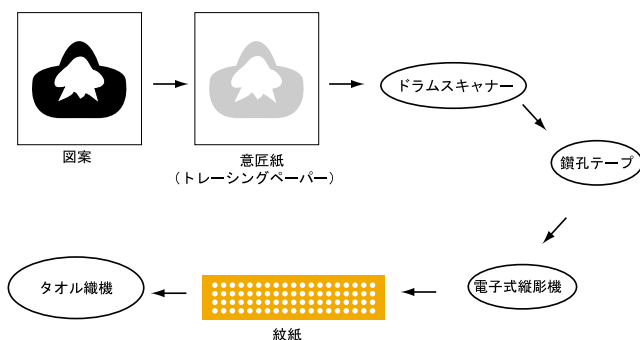 図案
意匠紙
(トレーシングペーパー)
ドラムスキャナー
鑽孔テープ
電子式縦彫機
紋紙
タオル織機